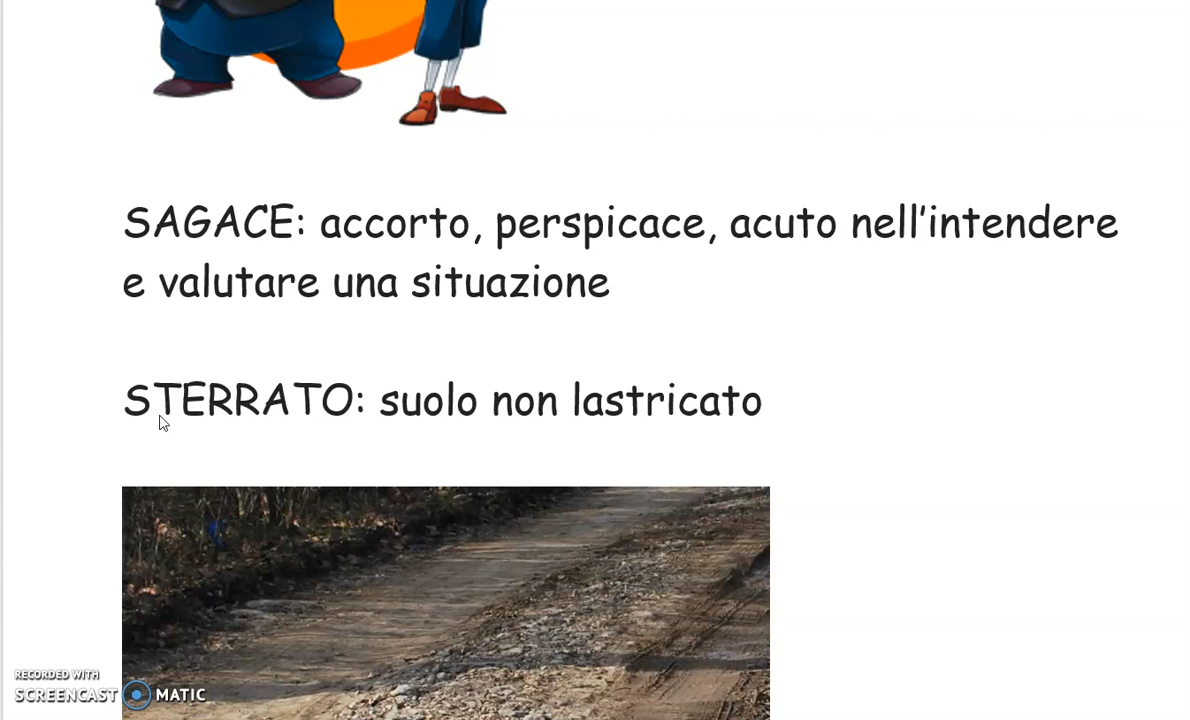 SAGACE: accorto, perspicace, acuto nell'intendere
e valutare una situazione
STERRATO: suolo non lastricato
RECORDED WITH
SCREENCAST MATIC